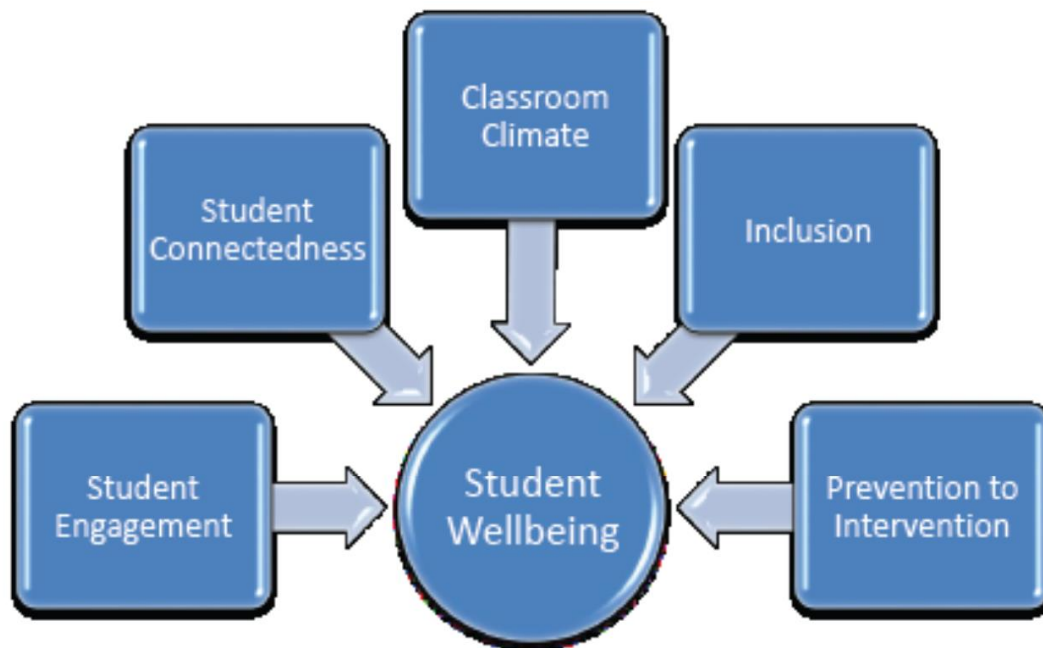 Classroom
Climate
Student
Connectedness
Inclusion
Student
Engagement
Student
Wellbeing
Prevention to
Intervention